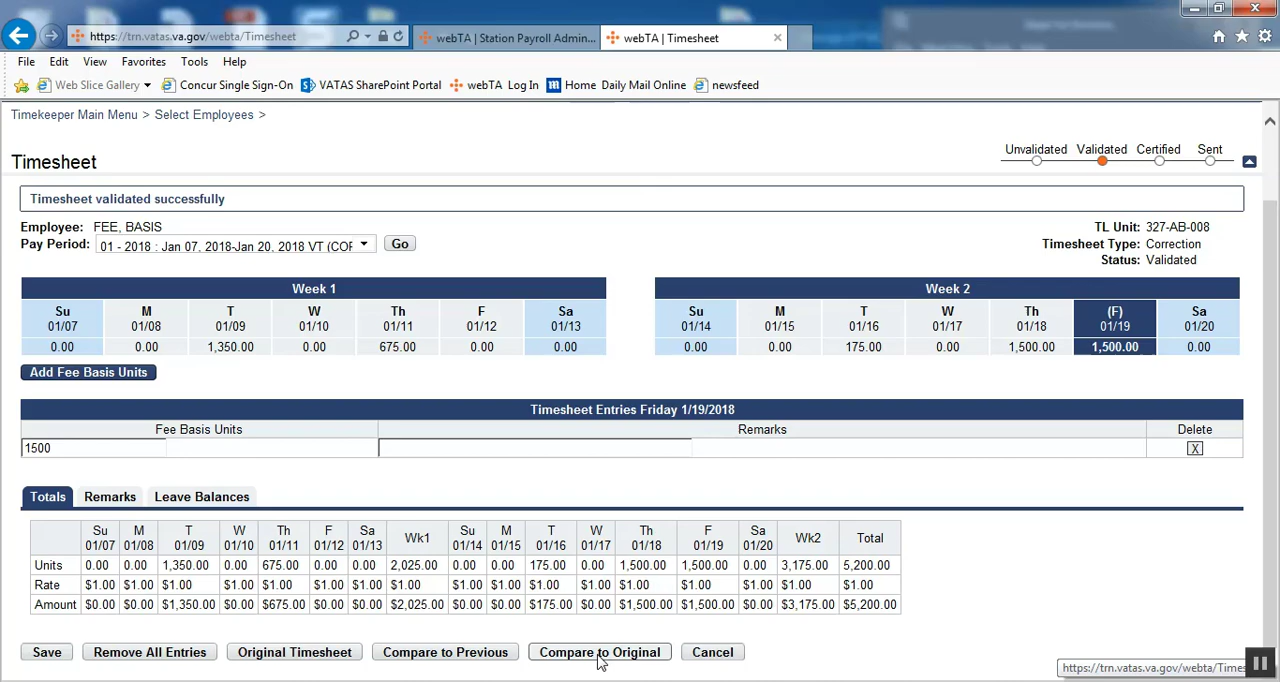 https://trn.vatas.va.gov/webta/Timesheet
webTA | Station Payroll Admin...
webTA | Timesheet
File Edit View Favorites Tools Help
Web Slice Gallery Concur Single Sign-On VATAS SharePoint Portal webTA Log In Home Daily Mail Online newsfeed
Timekeeper Main Menu > Select Employees >
Timesheet
Unvalidated Validated Certified Sent
Timesheet validated successfully
Employee: FEE, BASIS
TL Unit: 327-AB-008
Pay Period: 01 - 2018 : Jan 07, 2018-Jan 20, 2018 VT (COF Go
Timesheet Type: Correction
Status: Validated
Week 1
Su M T W Th F Sa
01/07 01/08 01/09 01/10 01/11 01/12 01/13
0.00 0.00 1,350.00 0.00 675.00 0.00 0.00
Week 2
Su M T W Th (F) Sa
01/14 01/15 01/16 01/17 01/18 01/19 01/20
0.00 0.00 175.00 0.00 1,500.00 1,500.00 0.00
Add Fee Basis Units
Timesheet Entries Friday 1/19/2018
Fee Basis Units Remarks Delete
1500 X
Totals Remarks Leave Balances
Su M T W Th F Sa Wk1 Su M T W Th F Sa Wk2 Total
01/07 01/08 01/09 01/10 01/11 01/12 01/13 01/14 01/15 01/16 01/17 01/18 01/19 01/20
Units 0.00 0.00 1,350.00 0.00 675.00 0.00 0.00 2,025.00 0.00 0.00 175.00 0.00 1,500.00 1,500.00 0.00 3,175.00 5,200.00
Rate $1.00 $1.00 $1.00 $1.00 $1.00 $1.00 $1.00 $1.00 $1.00 $1.00 $1.00 $1.00 $1.00 $1.00 $1.00 $1.00 $1.00
Amount $0.00 $0.00 $1,350.00 $0.00 $675.00 $0.00 $0.00 $2,025.00 $0.00 $0.00 $175.00 $0.00 $1,500.00 $1,500.00 $0.00 $3,175.00 $5,200.00
Save Remove All Entries Original Timesheet Compare to Previous Compare to Original Cancel
https://trn.vatas.va.gov/webta/Times